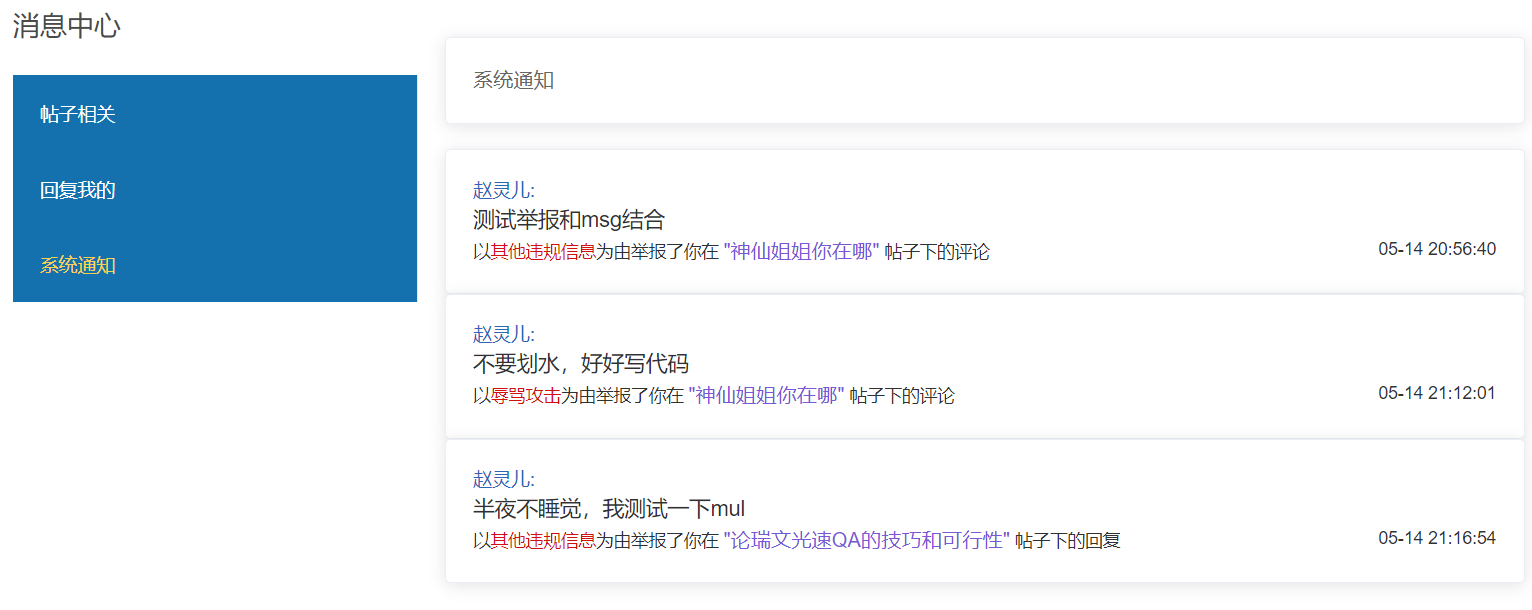 消息中心
帖子相关
回复我的
系统通知
系统通知
赵灵儿:
测试举报和msg结合
以其他违规信息为由举报了你在 "神仙姐姐你在哪" 帖子下的评论
05-14 20:56:40
赵灵儿:
不要划水，好好写代码
以辱骂攻击为由举报了你在 "神仙姐姐你在哪" 帖子下的评论
05-14 21:12:01
赵灵儿:
半夜不睡觉，我测试一下mul
以其他违规信息为由举报了你在 "论瑞文光速QA的技巧和可行性" 帖子下的回复
05-14 21:16:54